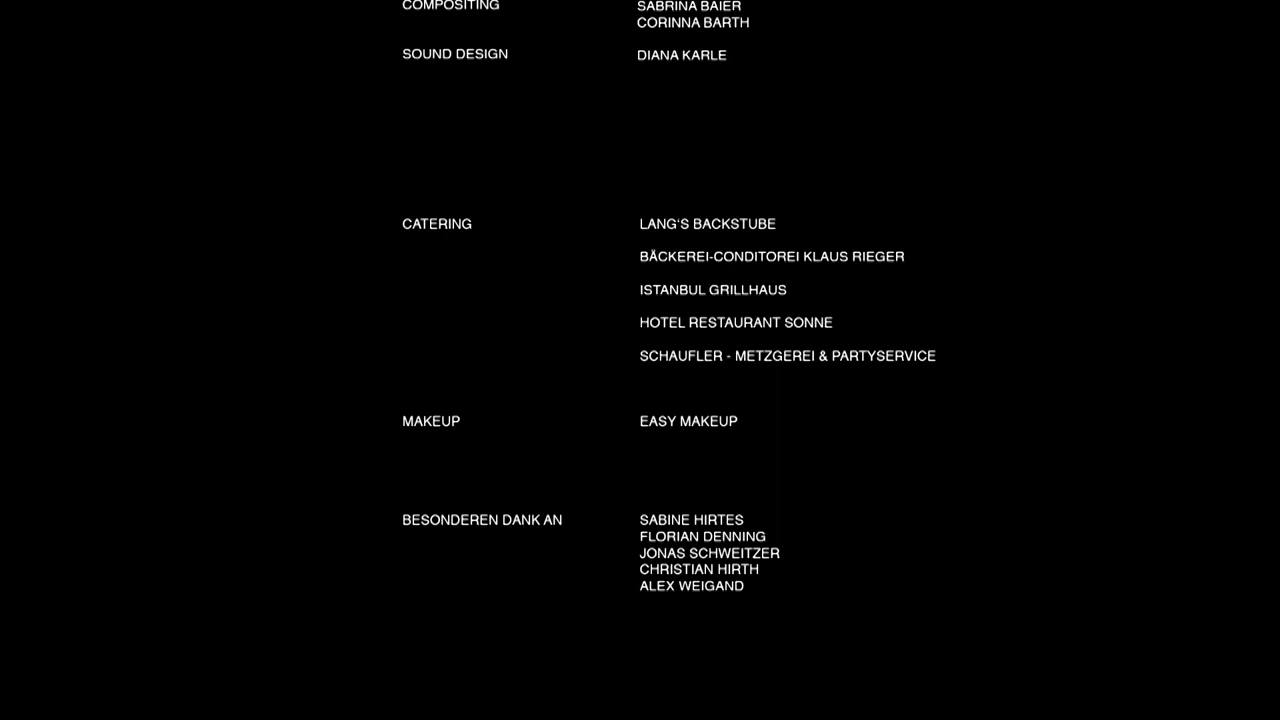 COMPOSITING SABRINA BAIER
CORINNA BARTH
SOUND DESIGN DIANA KARLE
CATERING LANG'S BACKSTUBE
BÄCKEREI-CONDITOREI KLAUS RIEGER
ISTANBUL GRILLHAUS
HOTEL RESTAURANT SONNE
SCHAUFLER - METZGEREI & PARTYSERVICE
MAKEUP EASY MAKEUP
BESONDEREN DANK AN SABINE HIRTES
FLORIAN DENNING
JONAS SCHWEITZER
CHRISTIAN HIRTH
ALEX WEIGAND